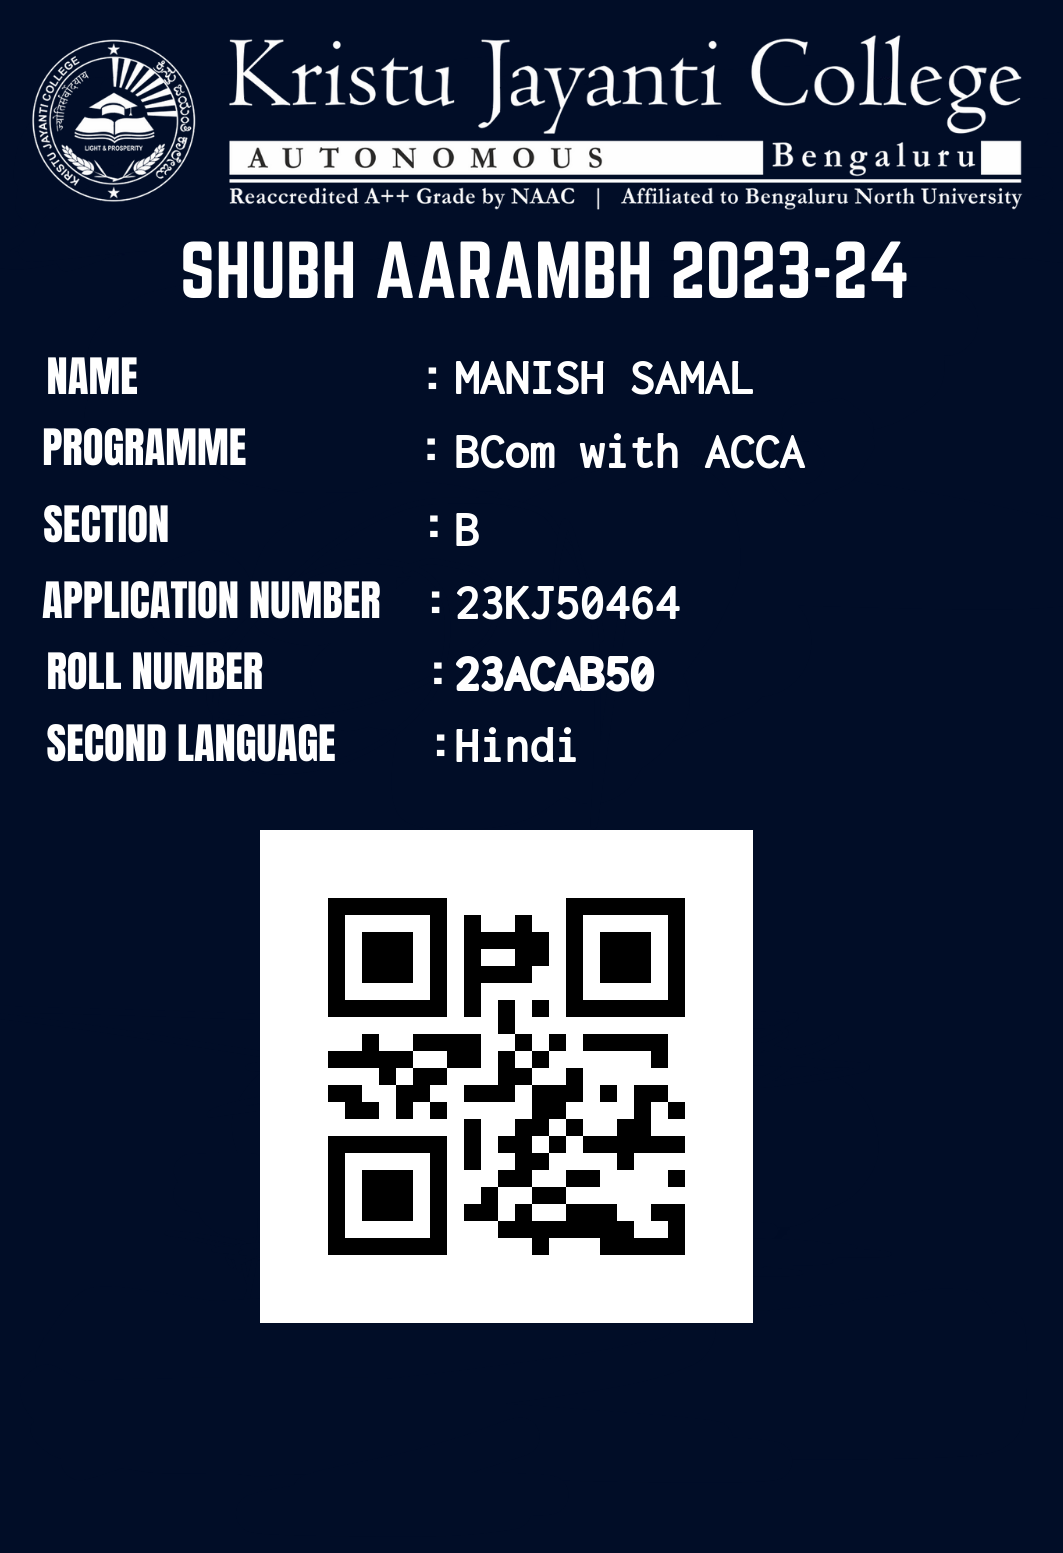 KRISTU JAYANTI COLLEGE
LIGHT & PROSPERITY
Kristu Jayanti College
AUTONOMOUS Bengaluru
Reaccredited A++ Grade by NAAC | Affiliated to Bengaluru North University
SHUBH AARAMBH 2023-24
NAME : MANISH SAMAL
PROGRAMME : BCom with ACCA
SECTION : B
APPLICATION NUMBER : 23KJ50464
ROLL NUMBER : 23ACAB50
SECOND LANGUAGE : Hindi